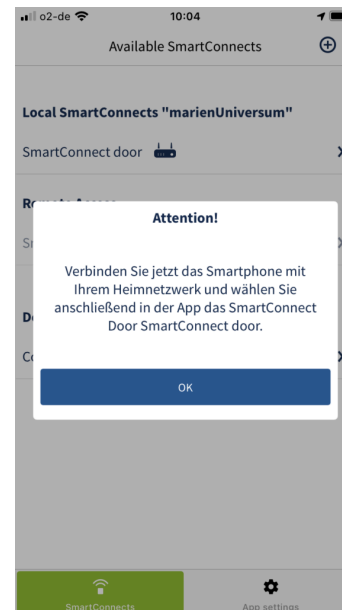 o2-de
10:04
Available SmartConnects
Local SmartConnects "marienUniversum"
SmartConnect door
Attention!
Verbinden Sie jetzt das Smartphone mit
Ihrem Heimnetzwerk und wählen Sie
anschließend in der App das SmartConnect
Door SmartConnect door.
OK
SmartConnects
App settings